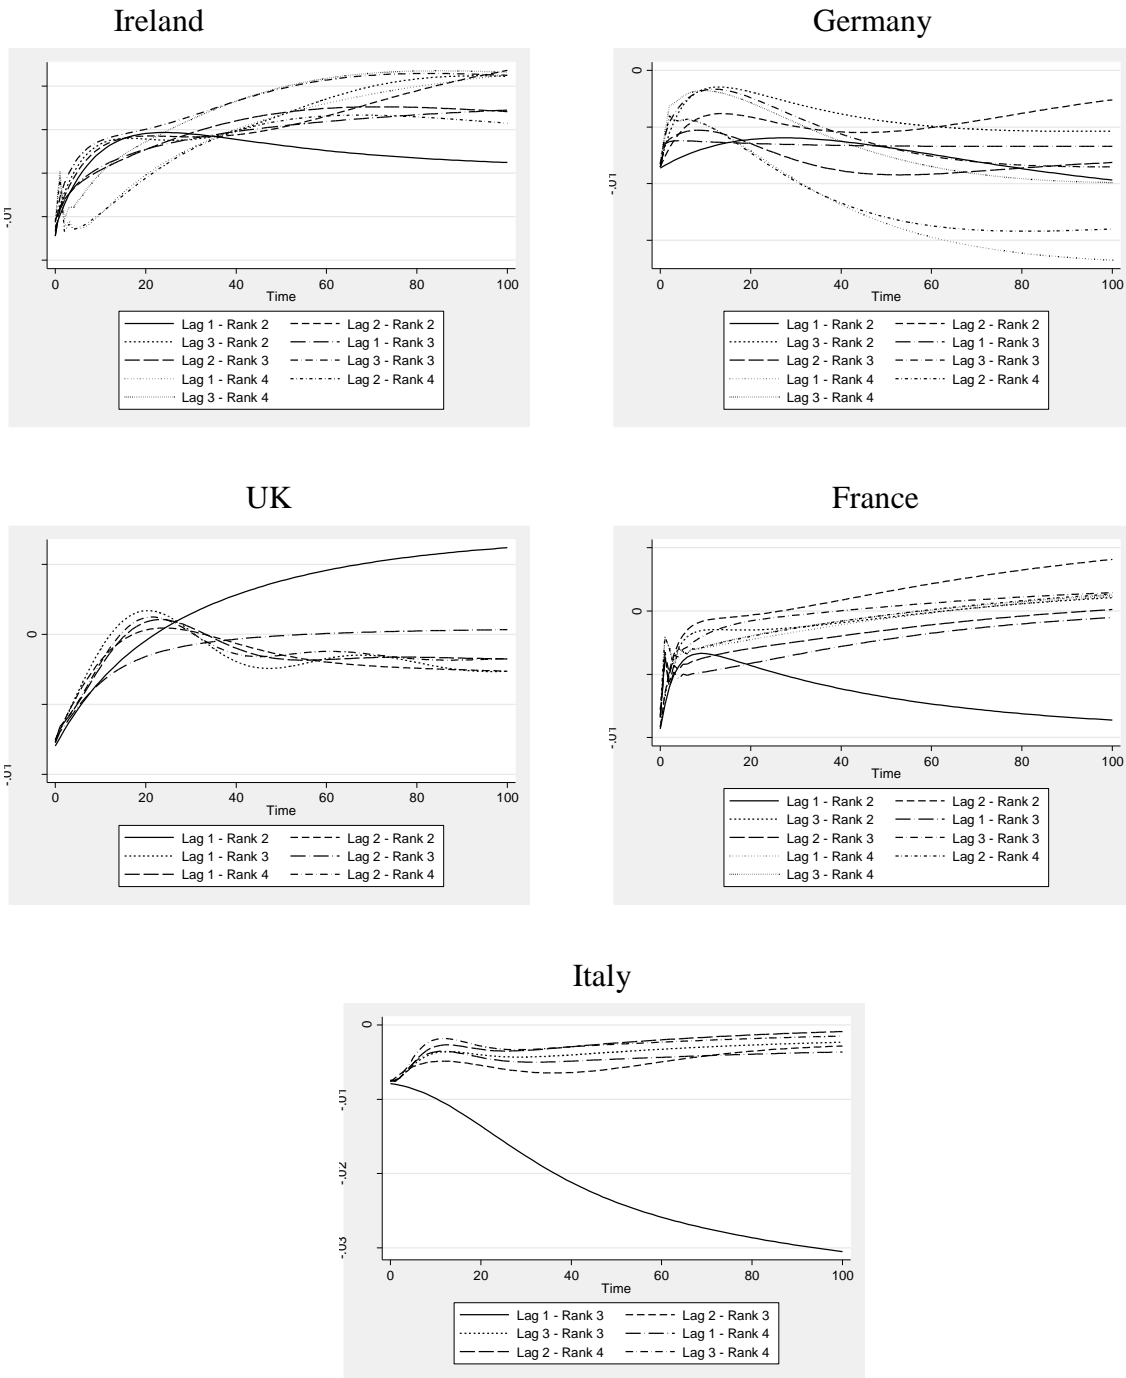 Ireland
Germany
-.01
0 20 40 60 80 100
Time
Lag 1 - Rank 2 Lag 2 - Rank 2
Lag 3 - Rank 2 Lag 1 - Rank 3
Lag 2 - Rank 3 Lag 3 - Rank 3
Lag 1 - Rank 4 Lag 2 - Rank 4
Lag 3 - Rank 4
0
-.01
0 20 40 60 80 100
Time
Lag 1 - Rank 2 Lag 2 - Rank 2
Lag 3 - Rank 2 Lag 1 - Rank 3
Lag 2 - Rank 3 Lag 3 - Rank 3
Lag 1 - Rank 4 Lag 2 - Rank 4
Lag 3 - Rank 4
UK
France
0
-.01
0 20 40 60 80 100
Time
Lag 1 - Rank 2 Lag 2 - Rank 2
Lag 1 - Rank 3 Lag 2 - Rank 3
Lag 1 - Rank 4 Lag 2 - Rank 4
0
-.01
0 20 40 60 80 100
Time
Lag 1 - Rank 2 Lag 2 - Rank 2
Lag 3 - Rank 2 Lag 1 - Rank 3
Lag 2 - Rank 3 Lag 3 - Rank 3
Lag 1 - Rank 4 Lag 2 - Rank 4
Lag 3 - Rank 4
Italy
0
-.01
-.02
-.03
0 20 40 60 80 100
Time
Lag 1 - Rank 3 Lag 2 - Rank 3
Lag 3 - Rank 3 Lag 1 - Rank 4
Lag 2 - Rank 4 Lag 3 - Rank 4